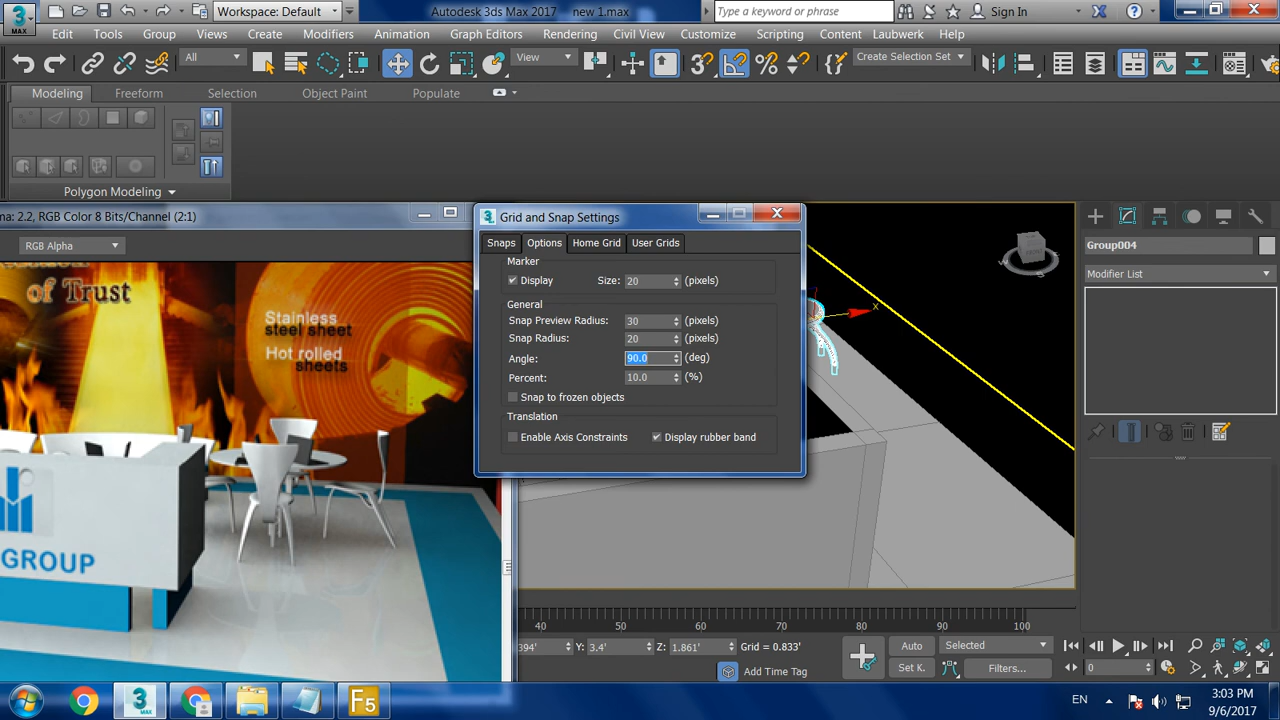 Workspace: Default
Autodesk 3ds Max 2017   new 1.max
Type a keyword or phrase
Sign In
MAX
Edit Tools Group Views Create Modifiers Animation Graph Editors Rendering Civil View Customize Scripting Content Laubwerk Help
All
View
Create Selection Set
Modeling Freeform Selection Object Paint Populate
Polygon Modeling
ma: 2.2, RGB Color 8 Bits/Channel (2:1)
RGB Alpha
of Trust
Stainless
steel sheet
Hot rolled
sheets
GROUP
Grid and Snap Settings
Snaps Options Home Grid User Grids
Marker
Display Size: 20 (pixels)
General
Snap Preview Radius: 30 (pixels)
Snap Radius: 20 (pixels)
Angle: 90.0 (deg)
Percent: 10.0 (%)
Snap to frozen objects
Translation
Enable Axis Constraints Display rubber band
x
Group004
Modifier List
40 50 60 70 80 90 100
394' Y: 3.4' Z: 1.861' Grid = 0.833'
Add Time Tag
Auto Selected
Set K. Filters...
0
MAX
F5
EN
3:03 PM
9/6/2017